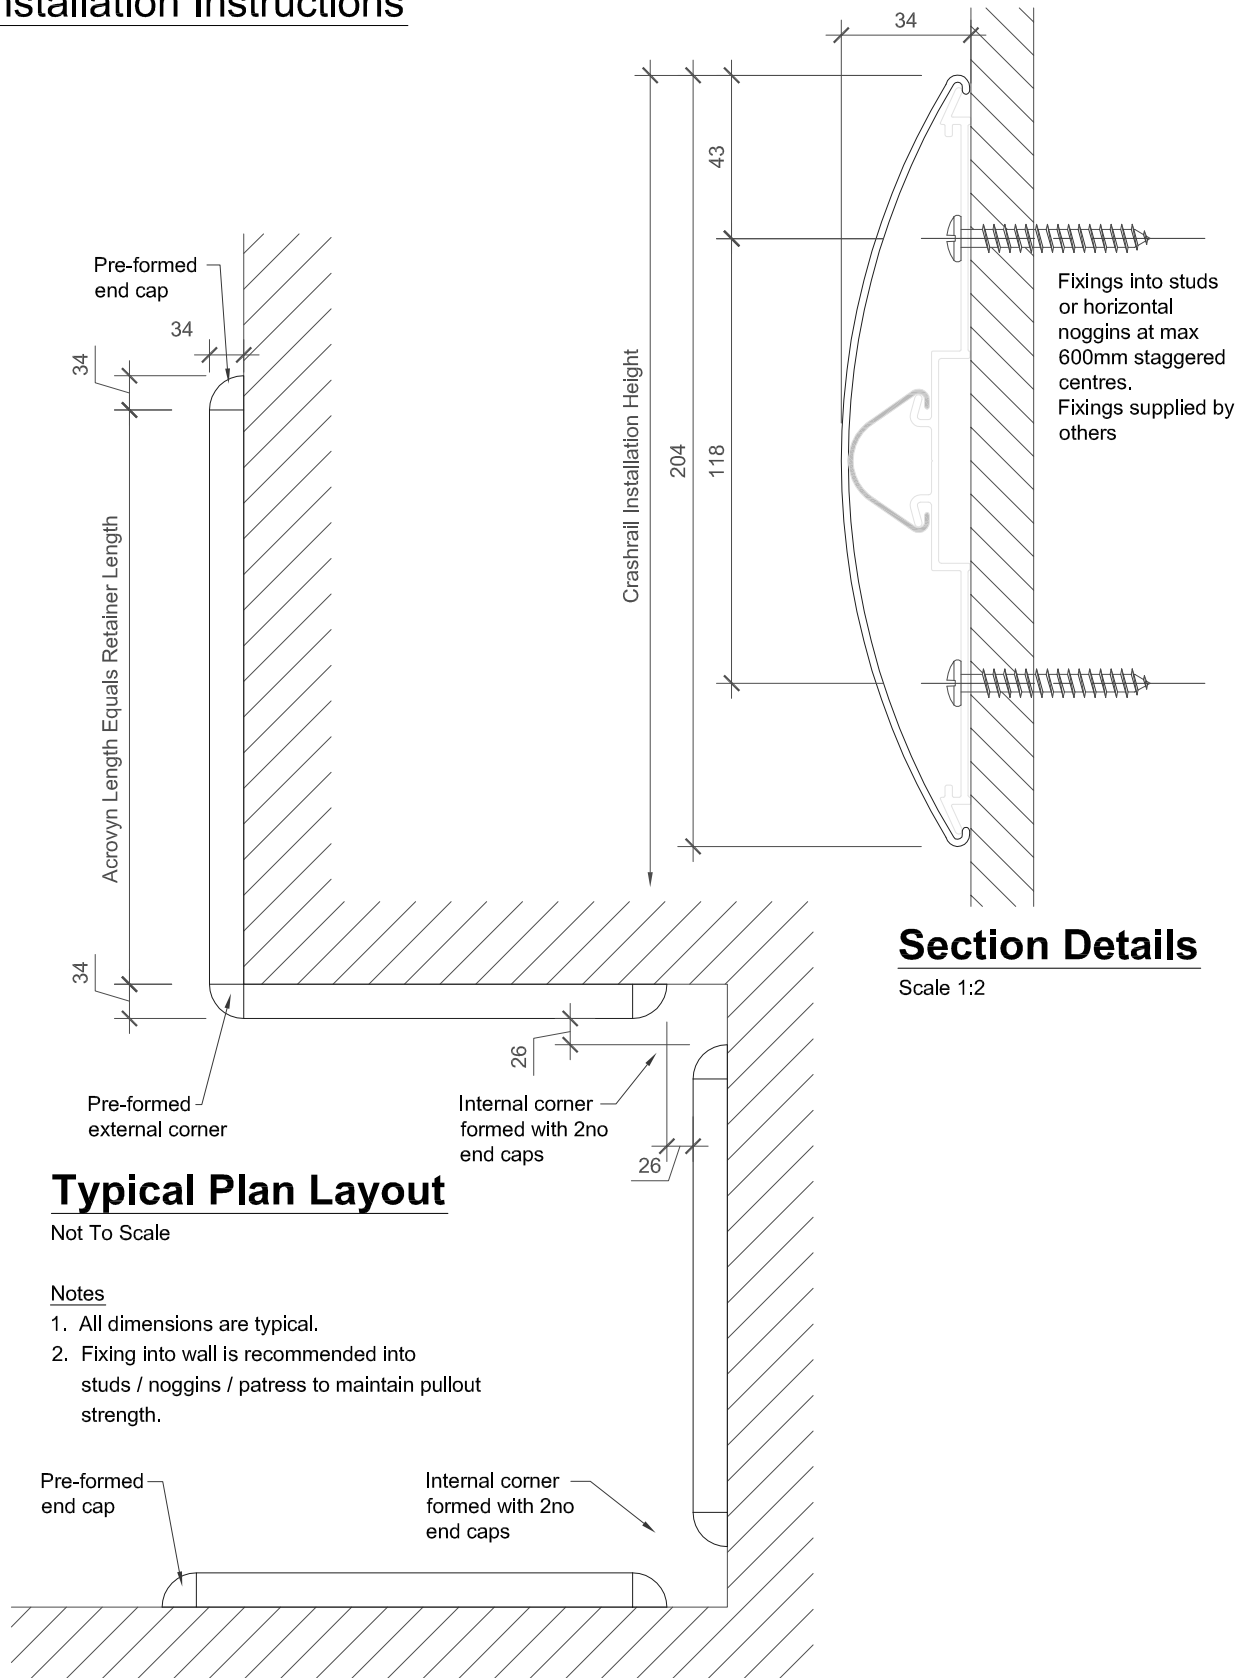 nstallation Instructions
34
43
Pre-formed
end cap
34
34
Fixings into studs
or horizontal
noggins at max
600mm staggered
centres.
Fixings supplied by
others
Crashrail Installation Height
204
118
Acrovyn Length Equals Retainer Length
Section Details
Scale 1:2
34
26
Pre-formed
external corner
Internal corner
formed with 2no
end caps
26
Typical Plan Layout
Not To Scale
Notes
1. All dimensions are typical.
2. Fixing into wall is recommended into
studs / noggins / patress to maintain pullout
strength.
Pre-formed
end cap
Internal corner
formed with 2no
end caps